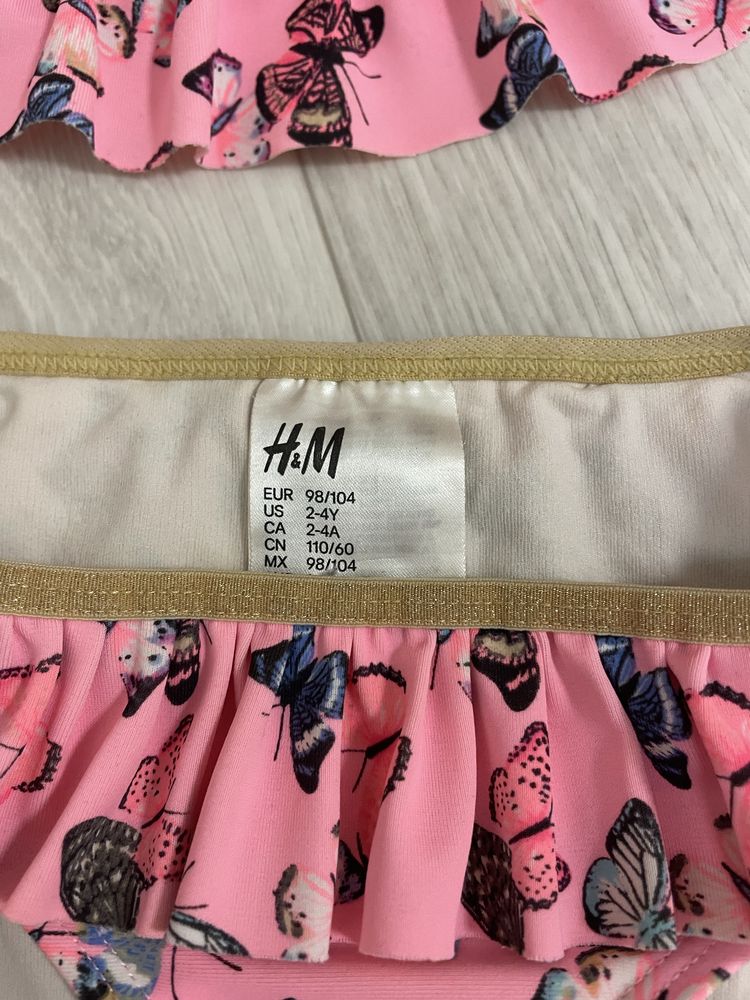 H&M
EUR 98/104
US 2-4Y
CA 2-4A
CN 110/60
MX 98/104